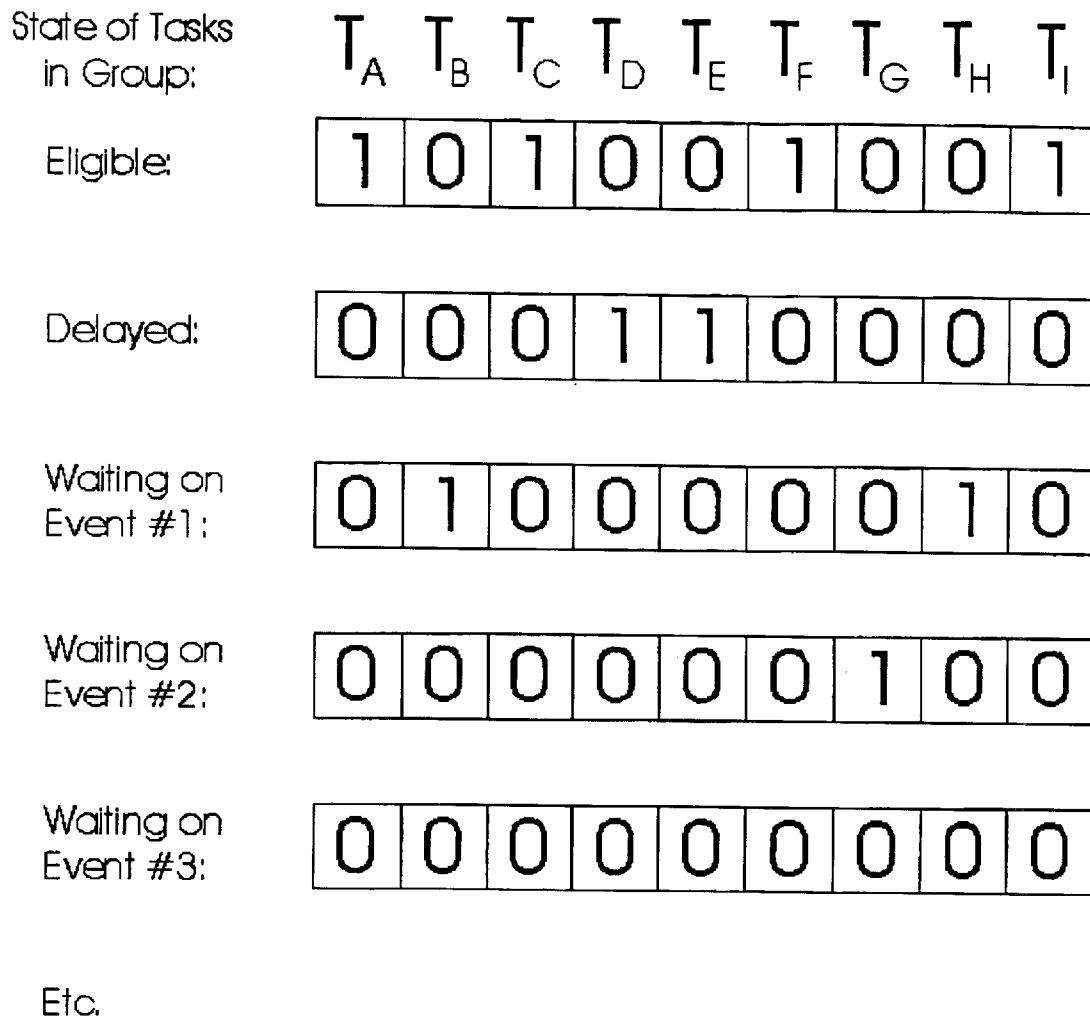 State of Tasks
in Group:
T_A T_B T_C T_D T_E T_F T_G T_H T_I
Eligible:
1 0 1 0 0 1 0 0 1
Delayed:
0 0 0 1 1 0 0 0 0
Waiting on
Event #1:
0 1 0 0 0 0 0 1 0
Waiting on
Event #2:
0 0 0 0 0 0 1 0 0
Waiting on
Event #3:
0 0 0 0 0 0 0 0 0
Etc.